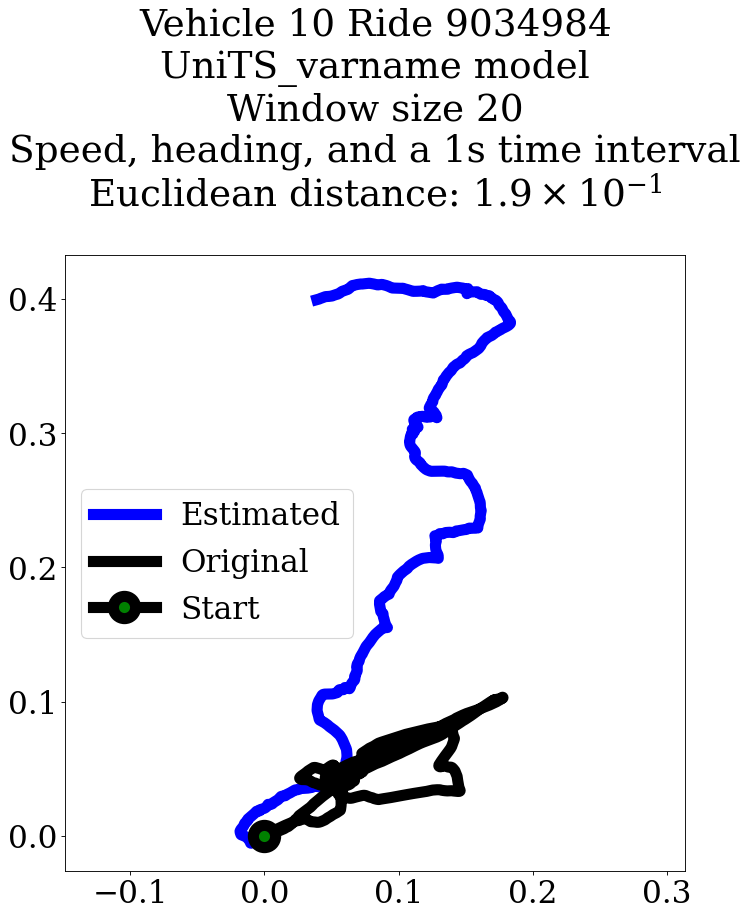 Vehicle 10 Ride 9034984
UniTS_varname model
Window size 20
Speed, heading, and a 1s time interval
Euclidean distance: 1.9 × 10⁻¹
0.4
0.3
Estimated
Original
0.2
Start
0.1
0.0
−0.1 0.0 0.1 0.2 0.3